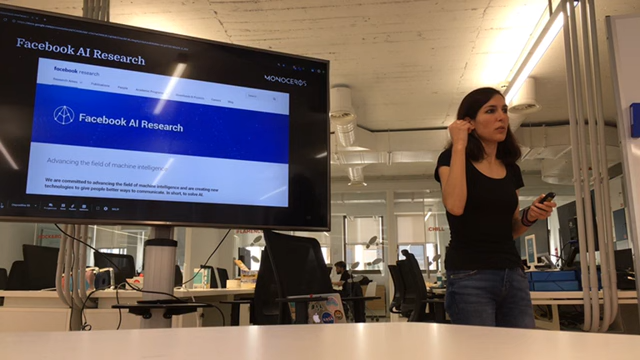 Facebook AI Research
MONOCEROS
facebook research
Facebook AI Research
Advancing the field of machine intelligence
We are committed to advancing the field of machine intelligence and are creating new
technologies to give people better ways to communicate. In short, to solve AI.
NASA